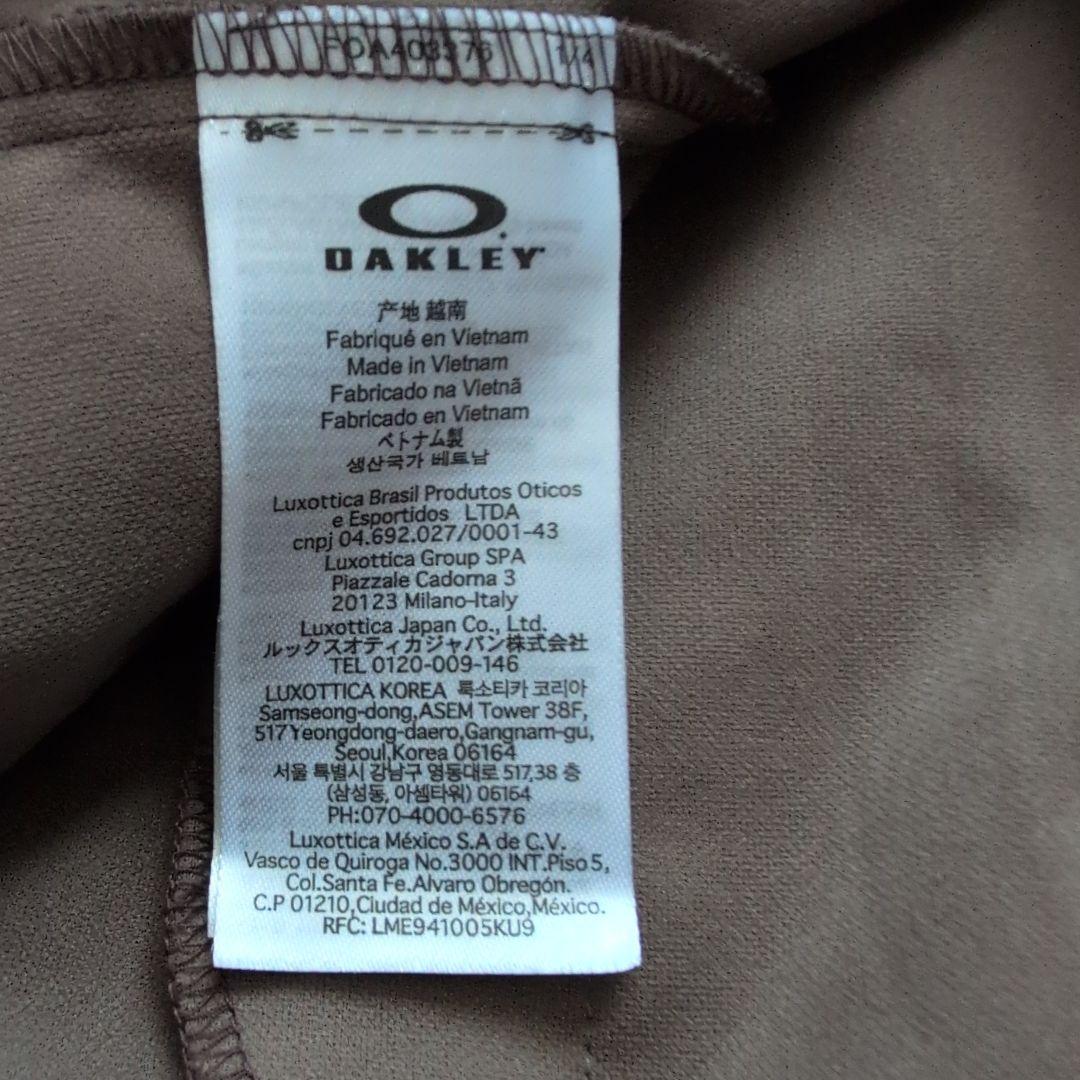 FOA403376 1/4
OAKLEY
产地 越南
Fabriqué en Vietnam
Made in Vietnam
Fabricado na Vietnã
Fabricado en Vietnam
ベトナム製
생산국가 베트남
Luxottica Brasil Produtos Oticos
e Esportidos LTDA
cnpj 04.692.027/0001-43
Luxottica Group SPA
Piazzale Cadorna 3
20123 Milano-Italy
Luxottica Japan Co., Ltd.
ルックスオティカジャパン株式会社
TEL 0120-009-146
LUXOTTICA KOREA 룩소티카 코리아
Samseong-dong,ASEM Tower 38F,
517Yeongdong-daero,Gangnam-gu,
Seoul,Korea 06164
서울 특별시 강남구 영동대로 517,38 층
(삼성동, 아셈타워) 06164
PH:070-4000-6576
Luxottica México S.A de C.V.
Vasco de Quiroga No.3000 INT.Piso 5,
Col.Santa Fe.Alvaro Obregón.
C.P 01210,Ciudad de México,México.
RFC: LME941005KU9